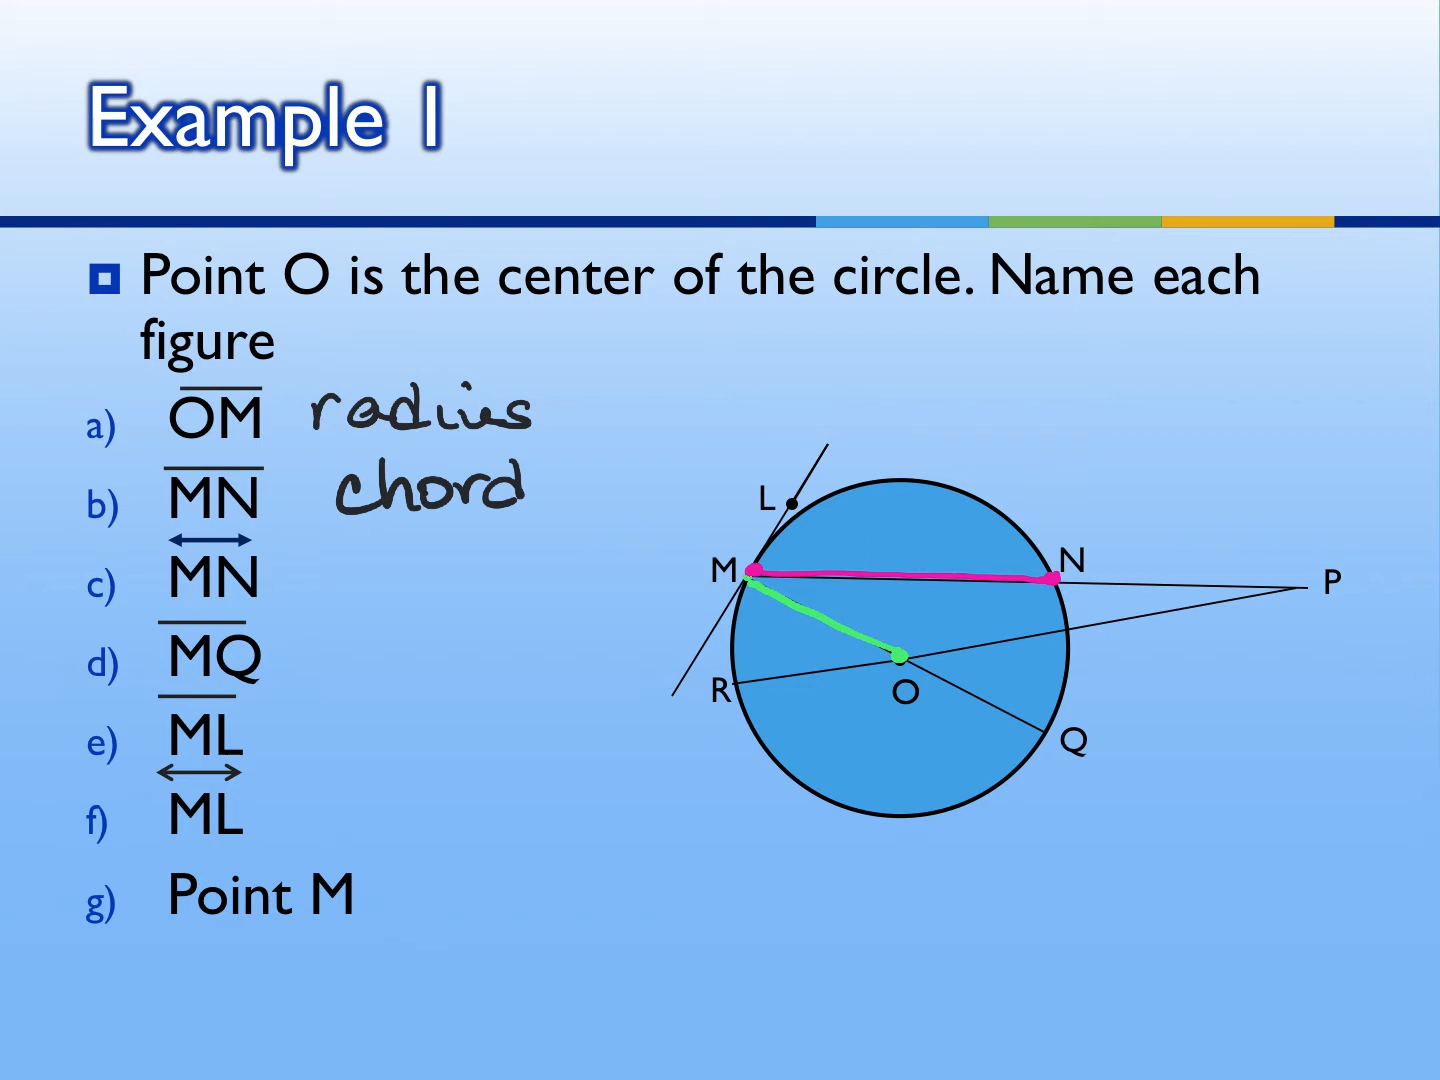 Example 1
Point O is the center of the circle. Name each
figure
a) OM radius
b) MN chord
c) MN
d) MQ
e) ML
f) ML
g) Point M
L
M
N
P
R
O
Q